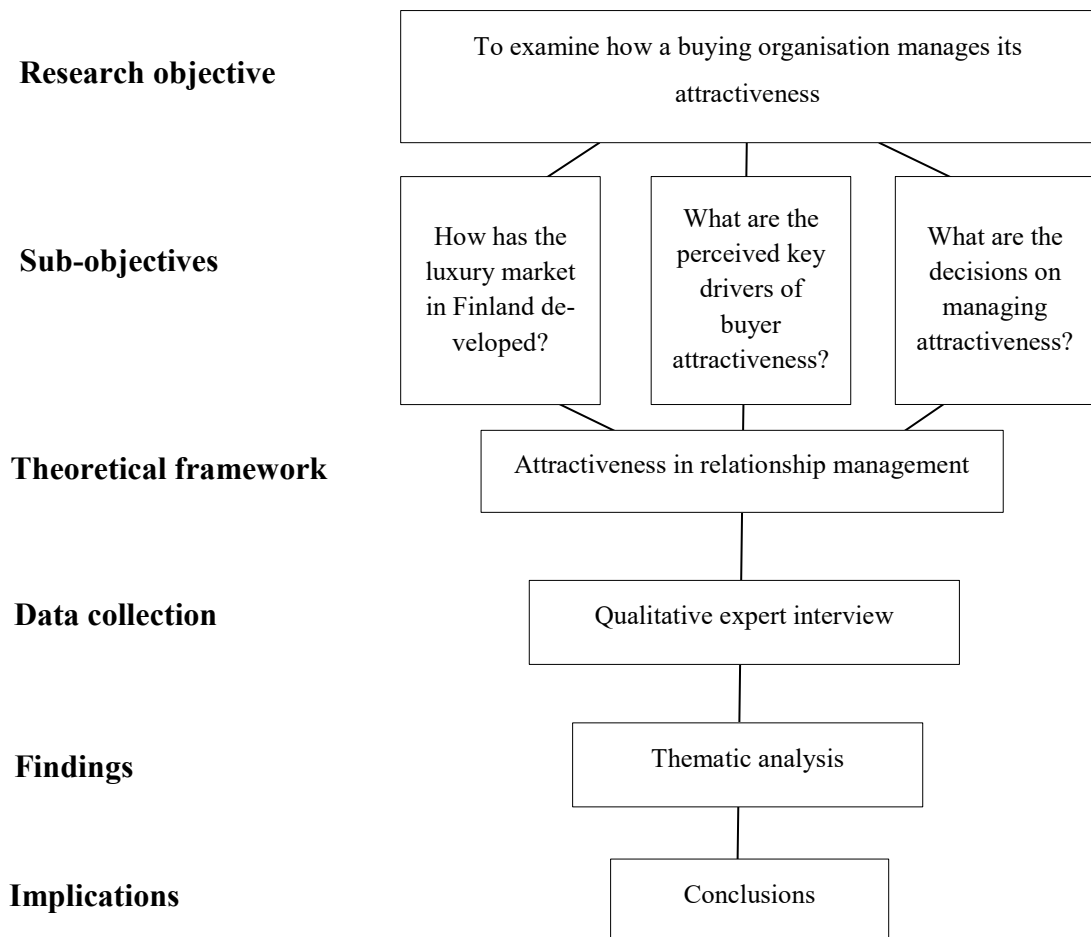 Research objective
To examine how a buying organisation manages its
attractiveness
Sub-objectives
How has the
luxury market
in Finland de-
veloped?
What are the
perceived key
drivers of
buyer
attractiveness?
What are the
decisions on
managing
attractiveness?
Theoretical framework
Attractiveness in relationship management
Data collection
Qualitative expert interview
Findings
Thematic analysis
Implications
Conclusions